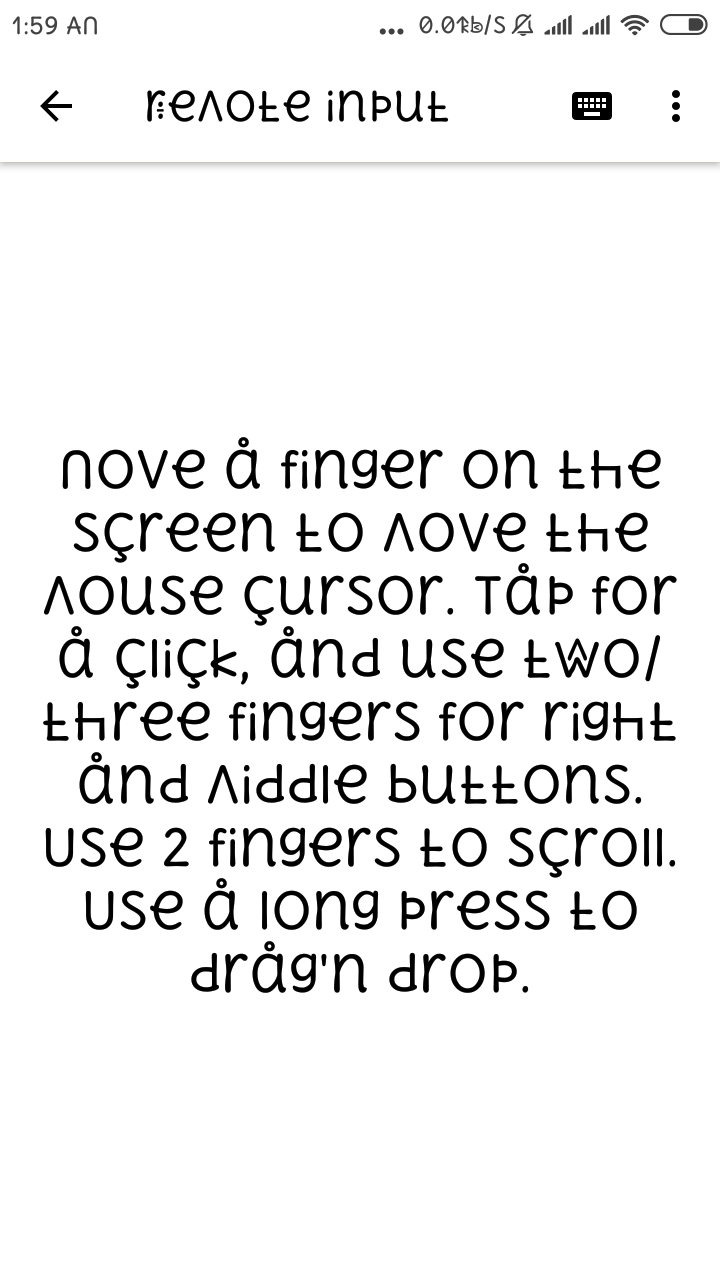 1:59 AM
... 0.01kb/s
Remote input
Move a finger on the
screen to move the
mouse cursor. Tap for
a click, and use two/
three fingers for right
and middle buttons.
Use 2 fingers to scroll.
Use a long press to
drag'n drop.